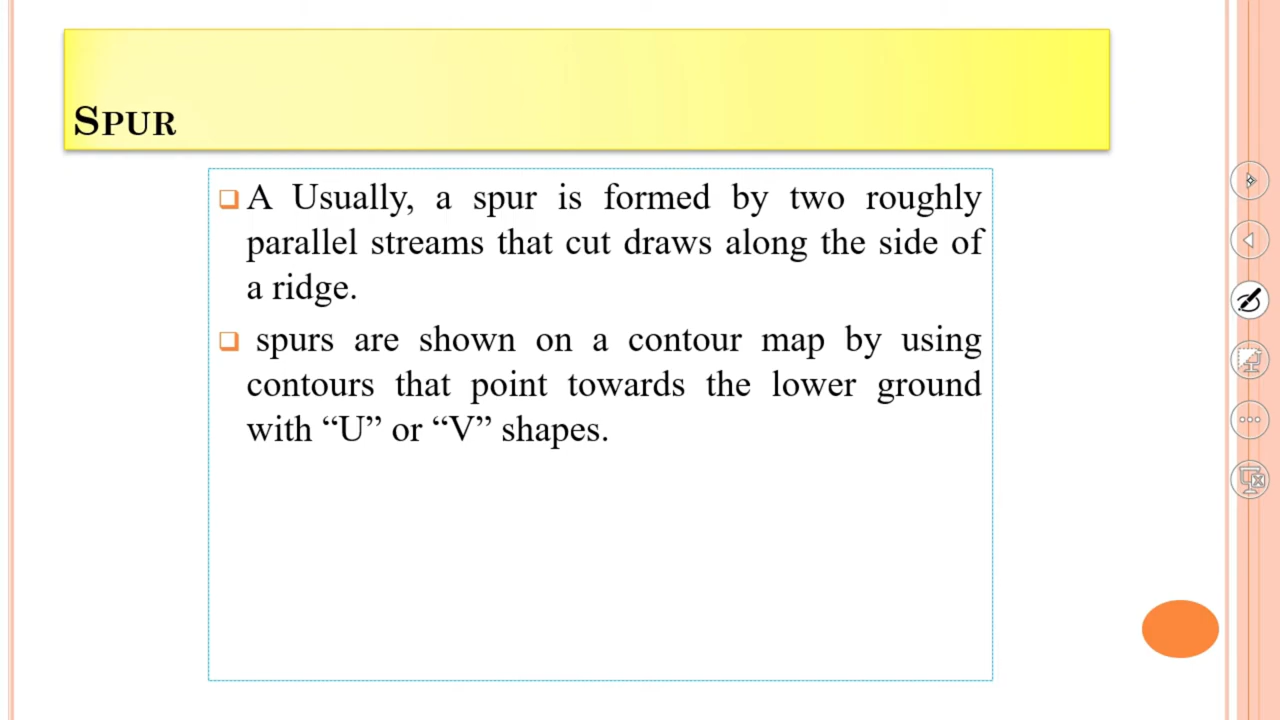 SPUR
A Usually, a spur is formed by two roughly
parallel streams that cut draws along the side of
a ridge.
spurs are shown on a contour map by using
contours that point towards the lower ground
with “U” or “V” shapes.